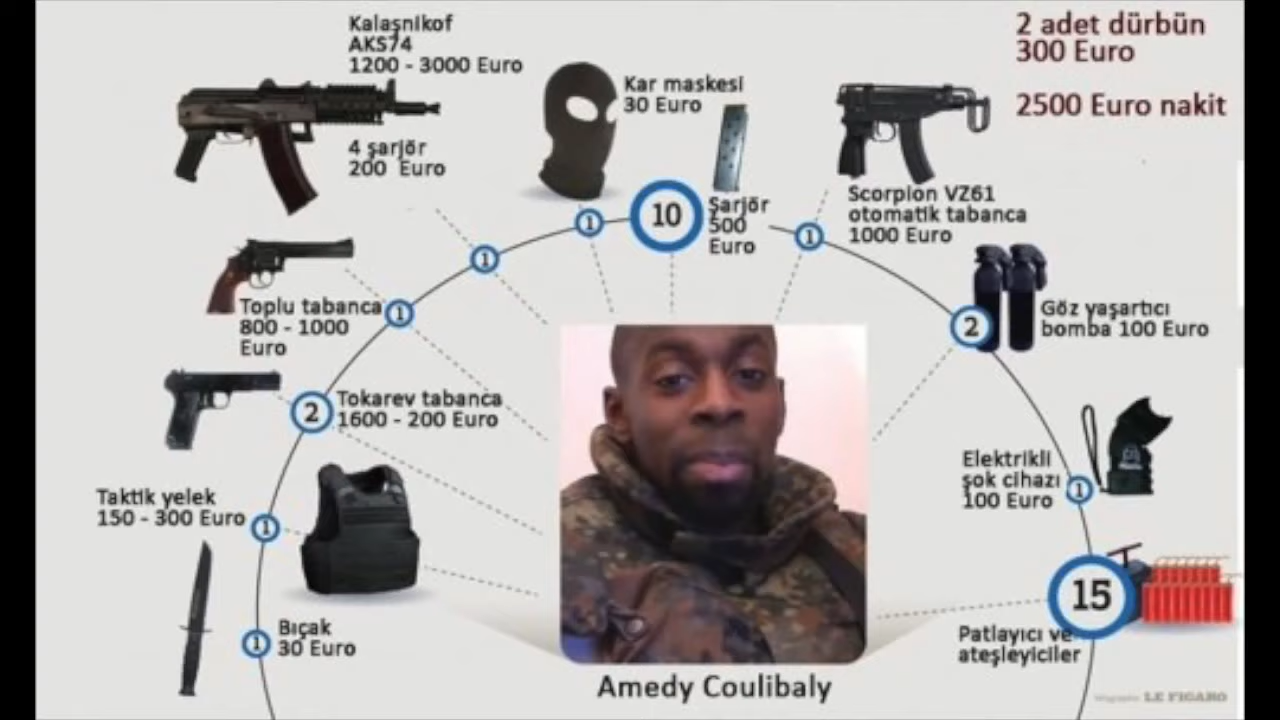 Kalaşnikof
AKS74
1200 - 3000 Euro
4 şarjör
200 Euro
Kar maskesi
30 Euro
10
Şarjör
500
Euro
1
1
1
Scorpion VZ61
otomatik tabanca
1000 Euro
2 adet dürbün
300 Euro
2500 Euro nakit
Toplu tabanca
800 - 1000
Euro
1
2
Göz yaşartıcı
bomba 100 Euro
2
Tokarev tabanca
1600 - 200 Euro
Taktik yelek
150 - 300 Euro
1
Elektrikli
şok cihazı
100 Euro
1
15
Patlayıcı ve
ateşleyiciler
1
Bıçak
30 Euro
Amedy Coulibaly
LE FIGARO